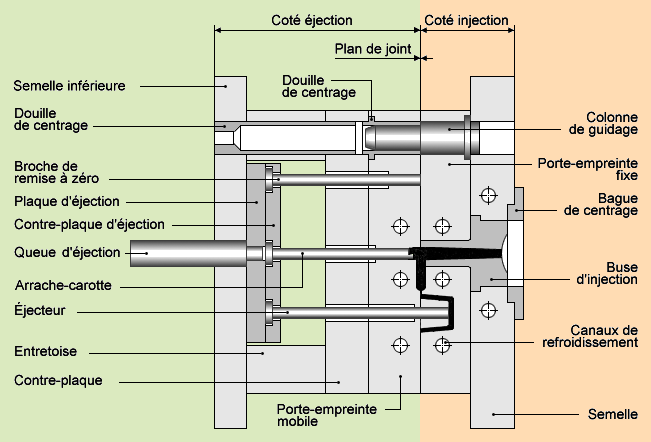 Coté éjection
Coté injection
Plan de joint
Semelle inférieure
Douille
de centrage
Douille
de centrage
Colonne
de guidage
Broche de
remise à zéro
Porte-empreinte
fixe
Plaque d'éjection
Bague
de centrage
Contre-plaque d'éjection
Queue d'éjection
Buse
d'injection
Arrache-carotte
Éjecteur
Canaux de
refroidissement
Entretoise
Contre-plaque
Porte-empreinte
mobile
Semelle